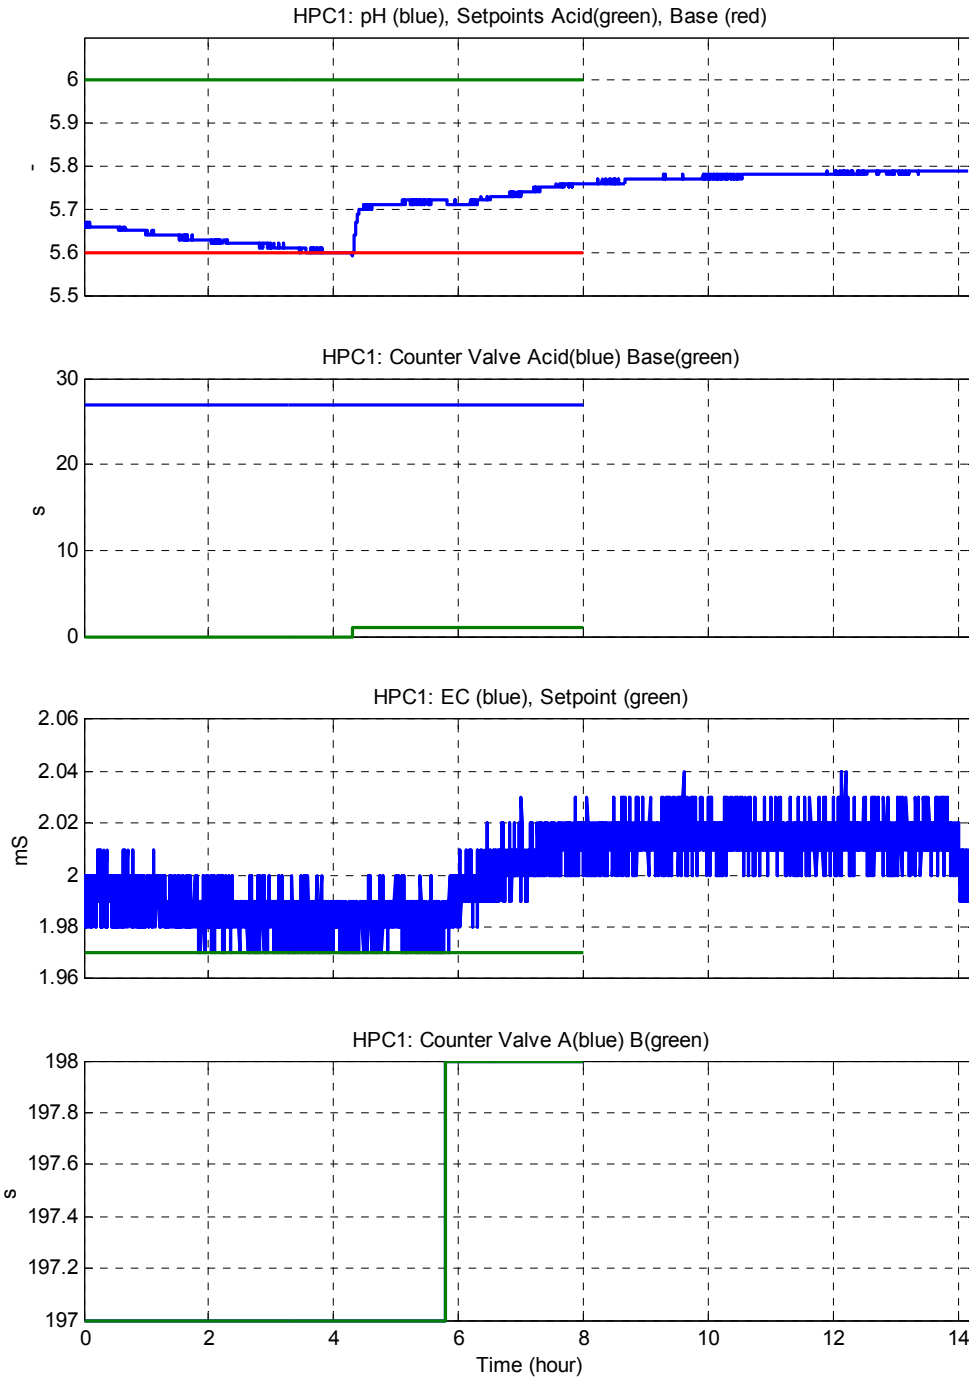 HPC1: pH (blue), Setpoints Acid(green), Base (red)
6
5.9
5.8
5.7
5.6
5.5
-
HPC1: Counter Valve Acid(blue) Base(green)
30
20
10
0
s
HPC1: EC (blue), Setpoint (green)
2.06
2.04
2.02
2
1.98
1.96
mS
HPC1: Counter Valve A(blue) B(green)
198
197.8
197.6
197.4
197.2
197
s
0 2 4 6 8 10 12 14
Time (hour)